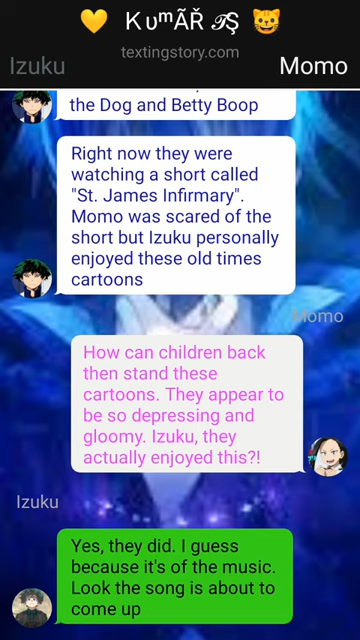 💛 KυᵐÃŘ 𝒯Ş 😺
textingstory.com
Izuku Momo
the Dog and Betty Boop
Right now they were
watching a short called
"St. James Infirmary".
Momo was scared of the
short but Izuku personally
enjoyed these old times
cartoons
Momo
How can children back
then stand these
cartoons. They appear to
be so depressing and
gloomy. Izuku, they
actually enjoyed this?!
Izuku
Yes, they did. I guess
because it's of the music.
Look the song is about to
come up